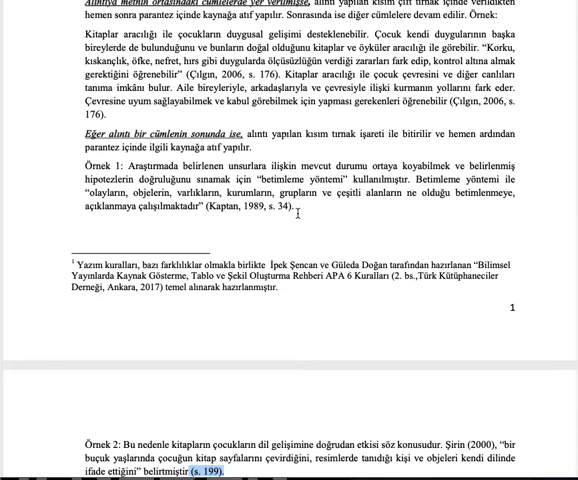 Alıntıya metnin ortasındaki cümlelerde yer verilmişse, alıntı yapılan kısım çift tırnak içinde verildikten
hemen sonra parantez içinde kaynağa atıf yapılır. Sonrasında ise diğer cümlelere devam edilir. Örnek:
Kitaplar aracılığı ile çocukların duygusal gelişimi desteklenebilir. Çocuk kendi duygusunun başka
bireylerde de bulunduğunu ve bunların doğal olduğunu kitaplar ve öyküler aracılığı ile görebilir. “Korku,
kıskançlık, öfke, nefret, hırs gibi duygularda ölçüsüzlüğün verdiği zararları fark edip, kontrol altına almak
gerektiğini öğrenebilir” (Çılgın, 2006, s. 176). Kitaplar aracılığı ile çocuk çevresini ve diğer canlıları
tanıma imkânı bulur. Aile bireyleriyle, arkadaşlarıyla ve çevresiyle ilişki kurmanın yollarını fark eder.
Çevresine uyum sağlayabilmek ve kabul görebilmek için yapması gerekenleri öğrenebilir (Çılgın, 2006, s.
176).
Eğer alıntı bir cümlenin sonunda ise, alıntı yapılan kısım tırnak işareti ile bitirilir ve hemen ardından
parantez içinde ilgili kaynağa atıf yapılır.
Örnek 1: Araştırmada belirlenen unsurlara ilişkin mevcut durumu ortaya koyabilmek ve belirlenmiş
hipotezlerin doğruluğunu sınamak için “betimleme yöntemi” kullanılmıştır. Betimleme yöntemi ile
“olayların, objelerin, varlıkların, kurumların, grupların ve çeşitli alanların ne olduğu betimlenmeye,
açıklanmaya çalışılmaktadır” (Kaptan, 1989, s. 34).
1 Yazım kuralları, bazı farklılıklar olmakla birlikte İpek Şencan ve Güleda Doğan tarafından hazırlanan “Bilimsel
Yayınlarda Kaynak Gösterme, Tablo ve Şekil Oluşturma Rehberi APA 6 Kuralları (2. bs.,Türk Kütüphaneciler
Derneği, Ankara, 2017) temel alınarak hazırlanmıştır.
1
Örnek 2: Bu nedenle kitapların çocukların dil gelişimine doğrudan etkisi söz konusudur. Şirin (2000), “bir
buçuk yaşlarında çocuğun kitap sayfalarını çevirdiğini, resimlerde tanıdığı kişi ve objeleri kendi dilinde
ifade ettiğini” belirtmiştir (s. 199).